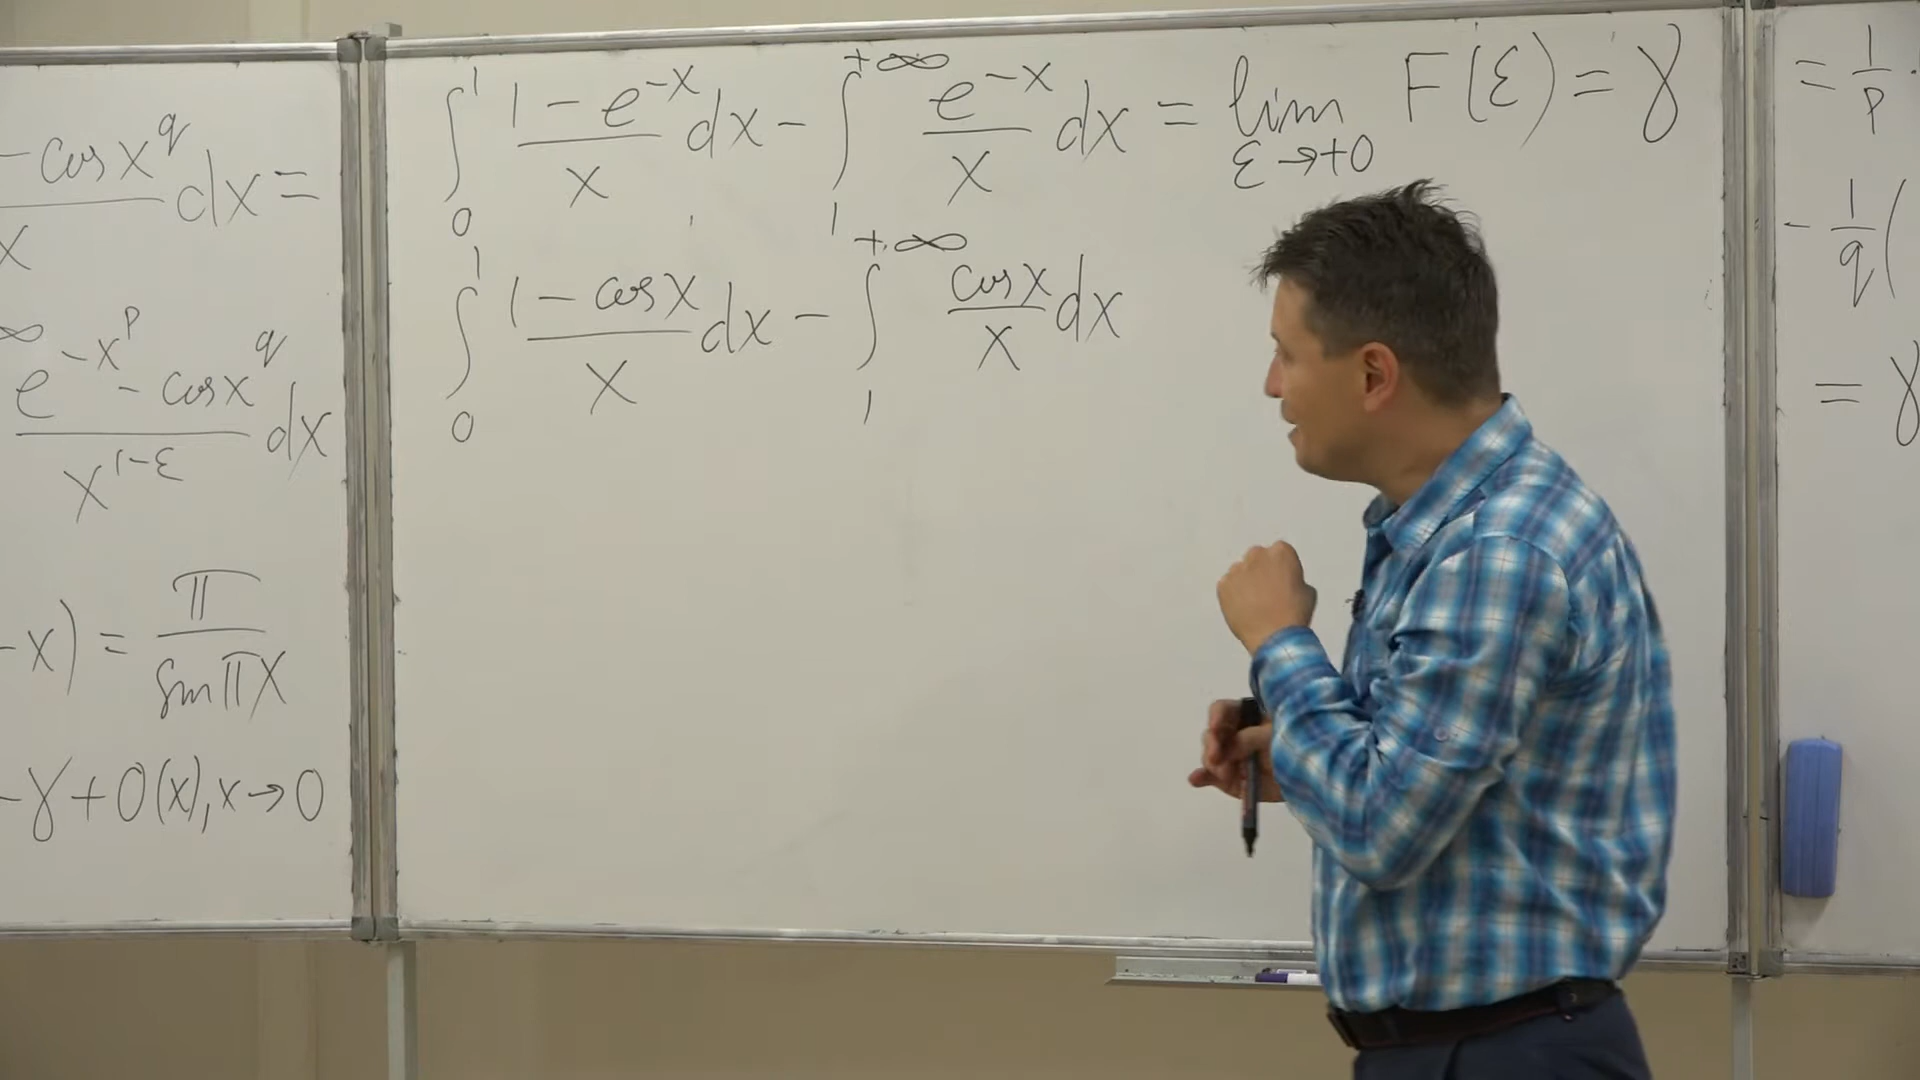 - cos x^q / x dx =
e^{-x^p} - cos x^q / x^{1-ε} dx
-x) = π / sin πx
-γ + O(x), x → 0
∫_0^1 (1 - e^{-x})/x dx - ∫_1^{+∞} e^{-x}/x dx = lim_{ε→+0} F(ε) = γ
∫_0^1 (1 - cos x)/x dx - ∫_1^{+∞} cos x/x dx
= 1/p ·
- 1/q (
= γ